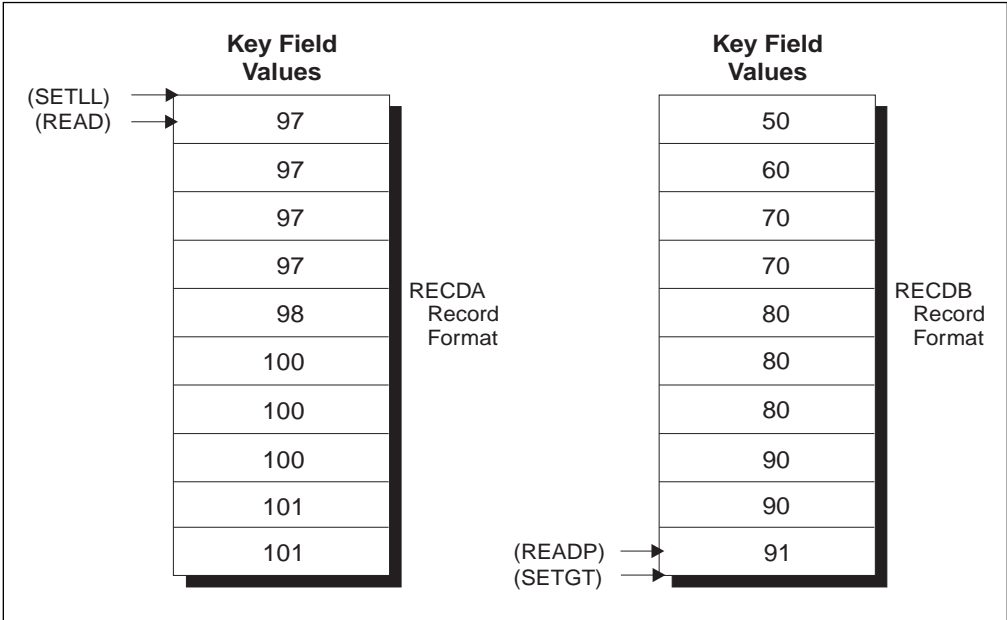 Key Field
Values
(SETLL)
(READ)
97
97
97
97
98
100
100
100
101
101
RECDA
Record
Format
Key Field
Values
50
60
70
70
80
80
80
90
90
91
(READP)
(SETGT)
RECDB
Record
Format